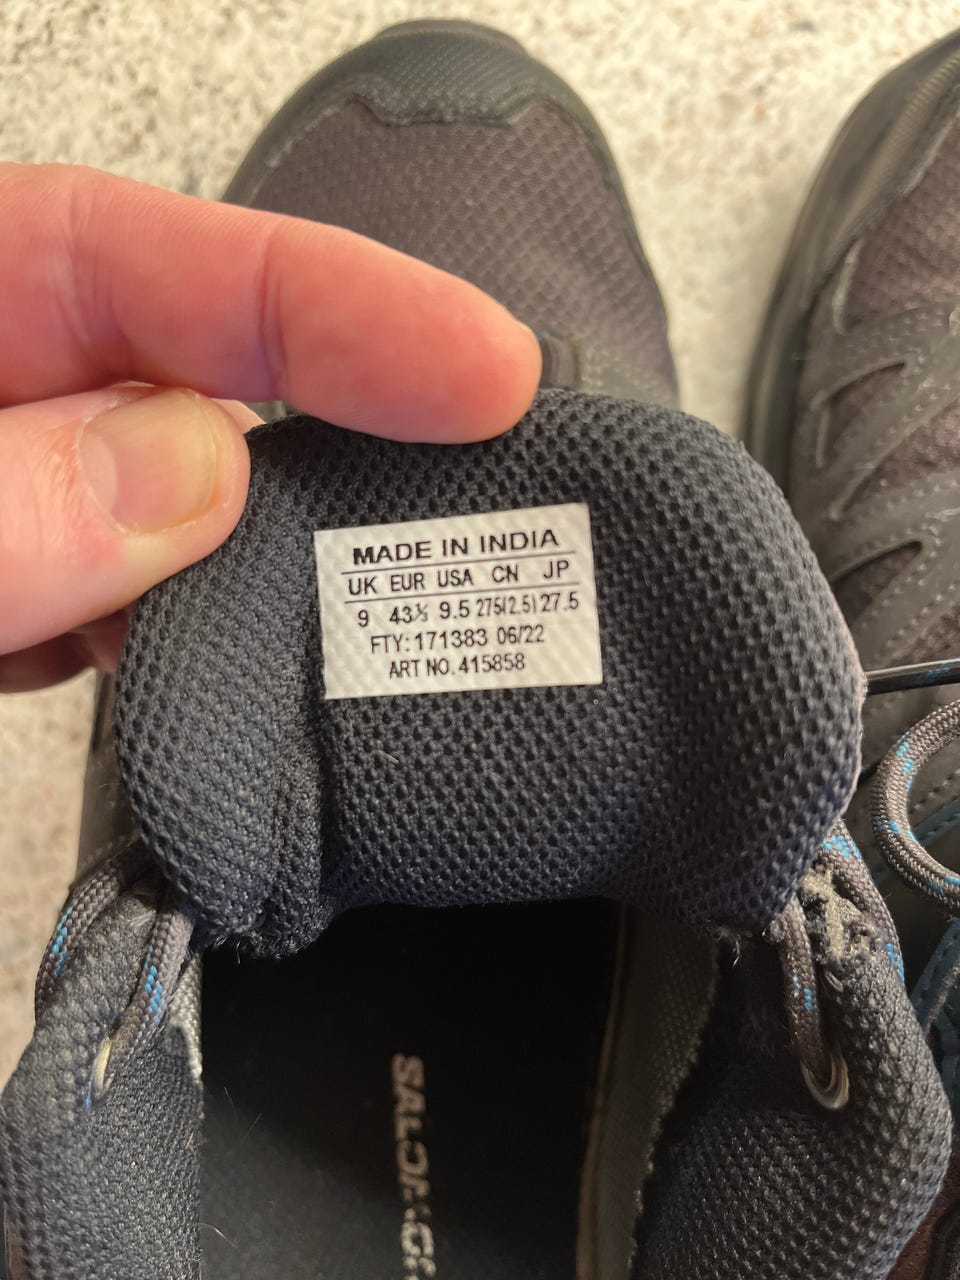 MADE IN INDIA
UK EUR USA CN JP
9 43⅓ 9.5 275(2.5) 27.5
FTY: 171383 06/22
ART NO. 415858